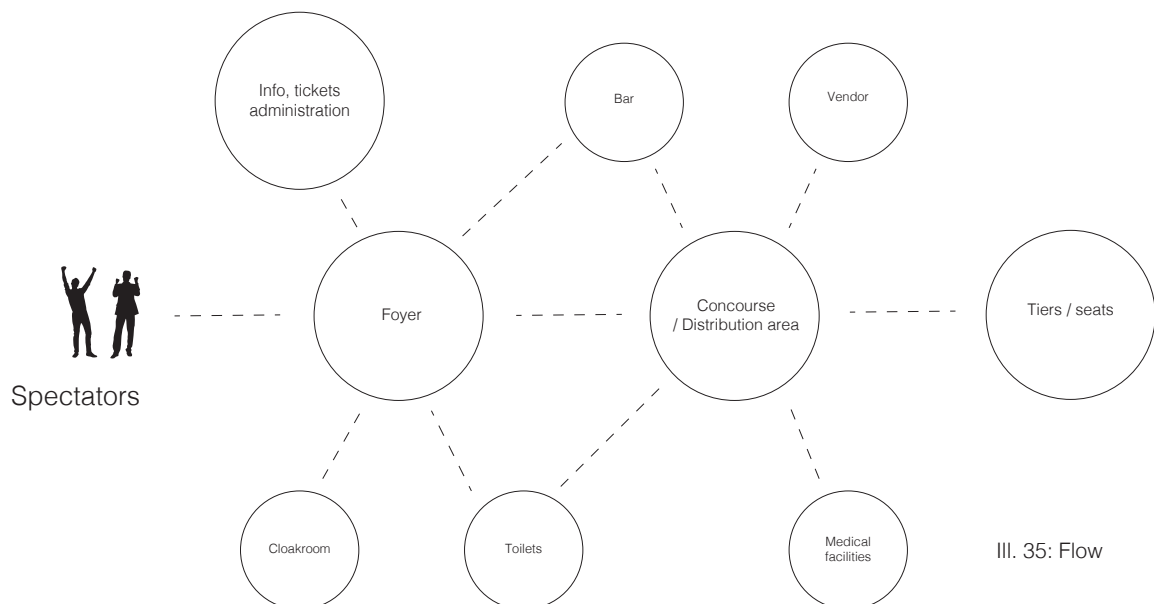 Info, tickets
administration
Bar
Vendor
Foyer
Concourse
/ Distribution area
Tiers / seats
Spectators
Cloakroom
Toilets
Medical
facilities
Ill. 35: Flow